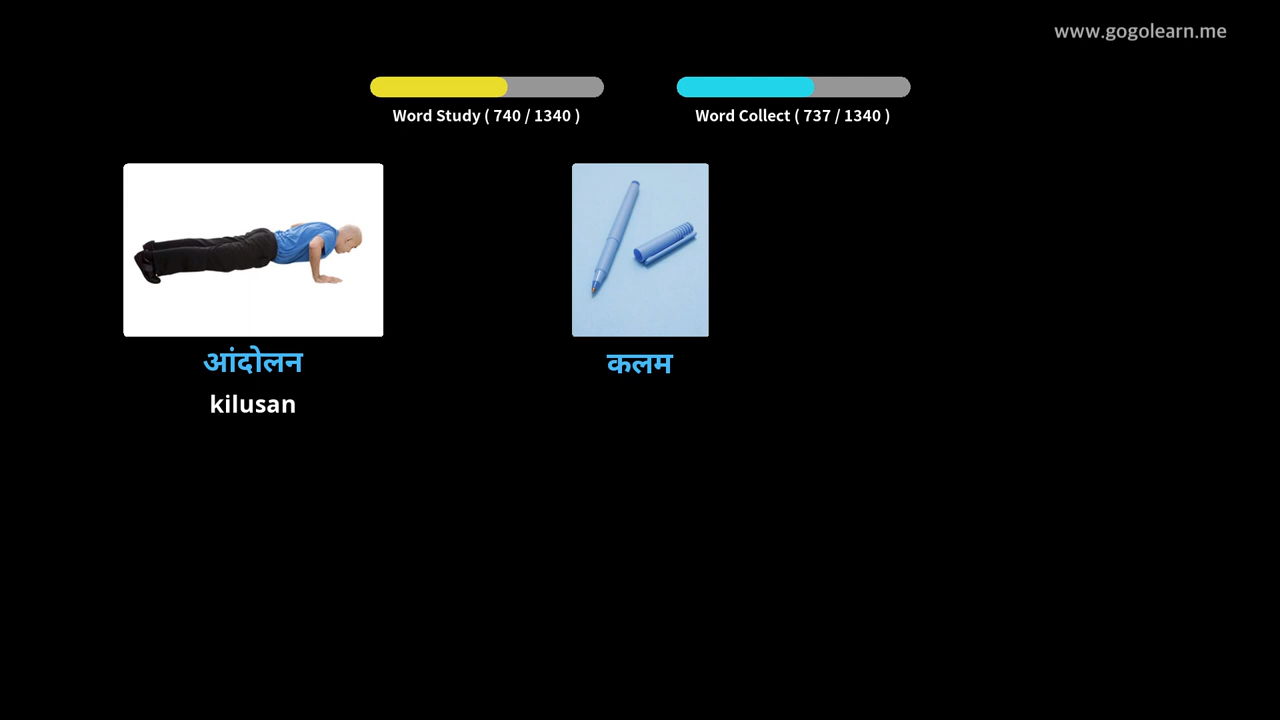 www.gogolearn.me
Word Study ( 740 / 1340 )
Word Collect ( 737 / 1340 )
आंदोलन
kilusan
कलम